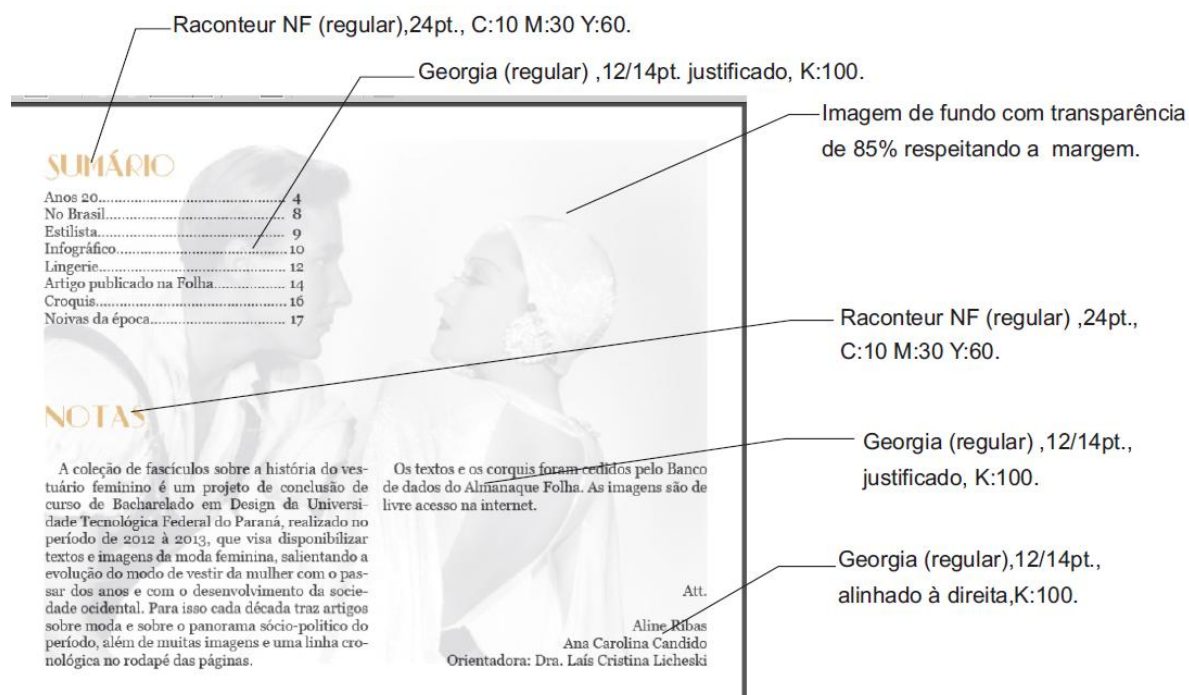 Raconteur NF (regular),24pt., C:10 M:30 Y:60.
Georgia (regular) ,12/14pt. justificado, K:100.
Imagem de fundo com transparência
de 85% respeitando a margem.
SUMÁRIO
Anos 20........................................... 4
No Brasil......................................... 8
Estilista........................................... 9
Infográfico........................................ 10
Lingerie........................................... 12
Artigo publicado na Folha................. 14
Croquis............................................ 16
Noivas da época................................ 17
Raconteur NF (regular) ,24pt.,
C:10 M:30 Y:60.
NOTAS
A coleção de fascículos sobre a história do ves-
tuário feminino é um projeto de conclusão de
curso de Bacharelado em Design da Universi-
dade Tecnológica Federal do Paraná, realizado no
período de 2012 à 2013, que visa disponibilizar
textos e imagens da moda feminina, salientando a
evolução do modo de vestir da mulher com o pas-
sar dos anos e com o desenvolvimento da socie-
dade ocidental. Para isso cada década traz artigos
sobre moda e sobre o panorama sócio-politico do
período, além de muitas imagens e uma linha cro-
nológica no rodapé das páginas.
Os textos e os corquis foram cedidos pelo Banco
de dados do Almanaque Folha. As imagens são de
livre acesso na internet.
Att.
Aline Ribas
Ana Carolina Candido
Orientadora: Dra. Laís Cristina Licheski
Georgia (regular) ,12/14pt.,
justificado, K:100.
Georgia (regular),12/14pt.,
alinhado à direita,K:100.